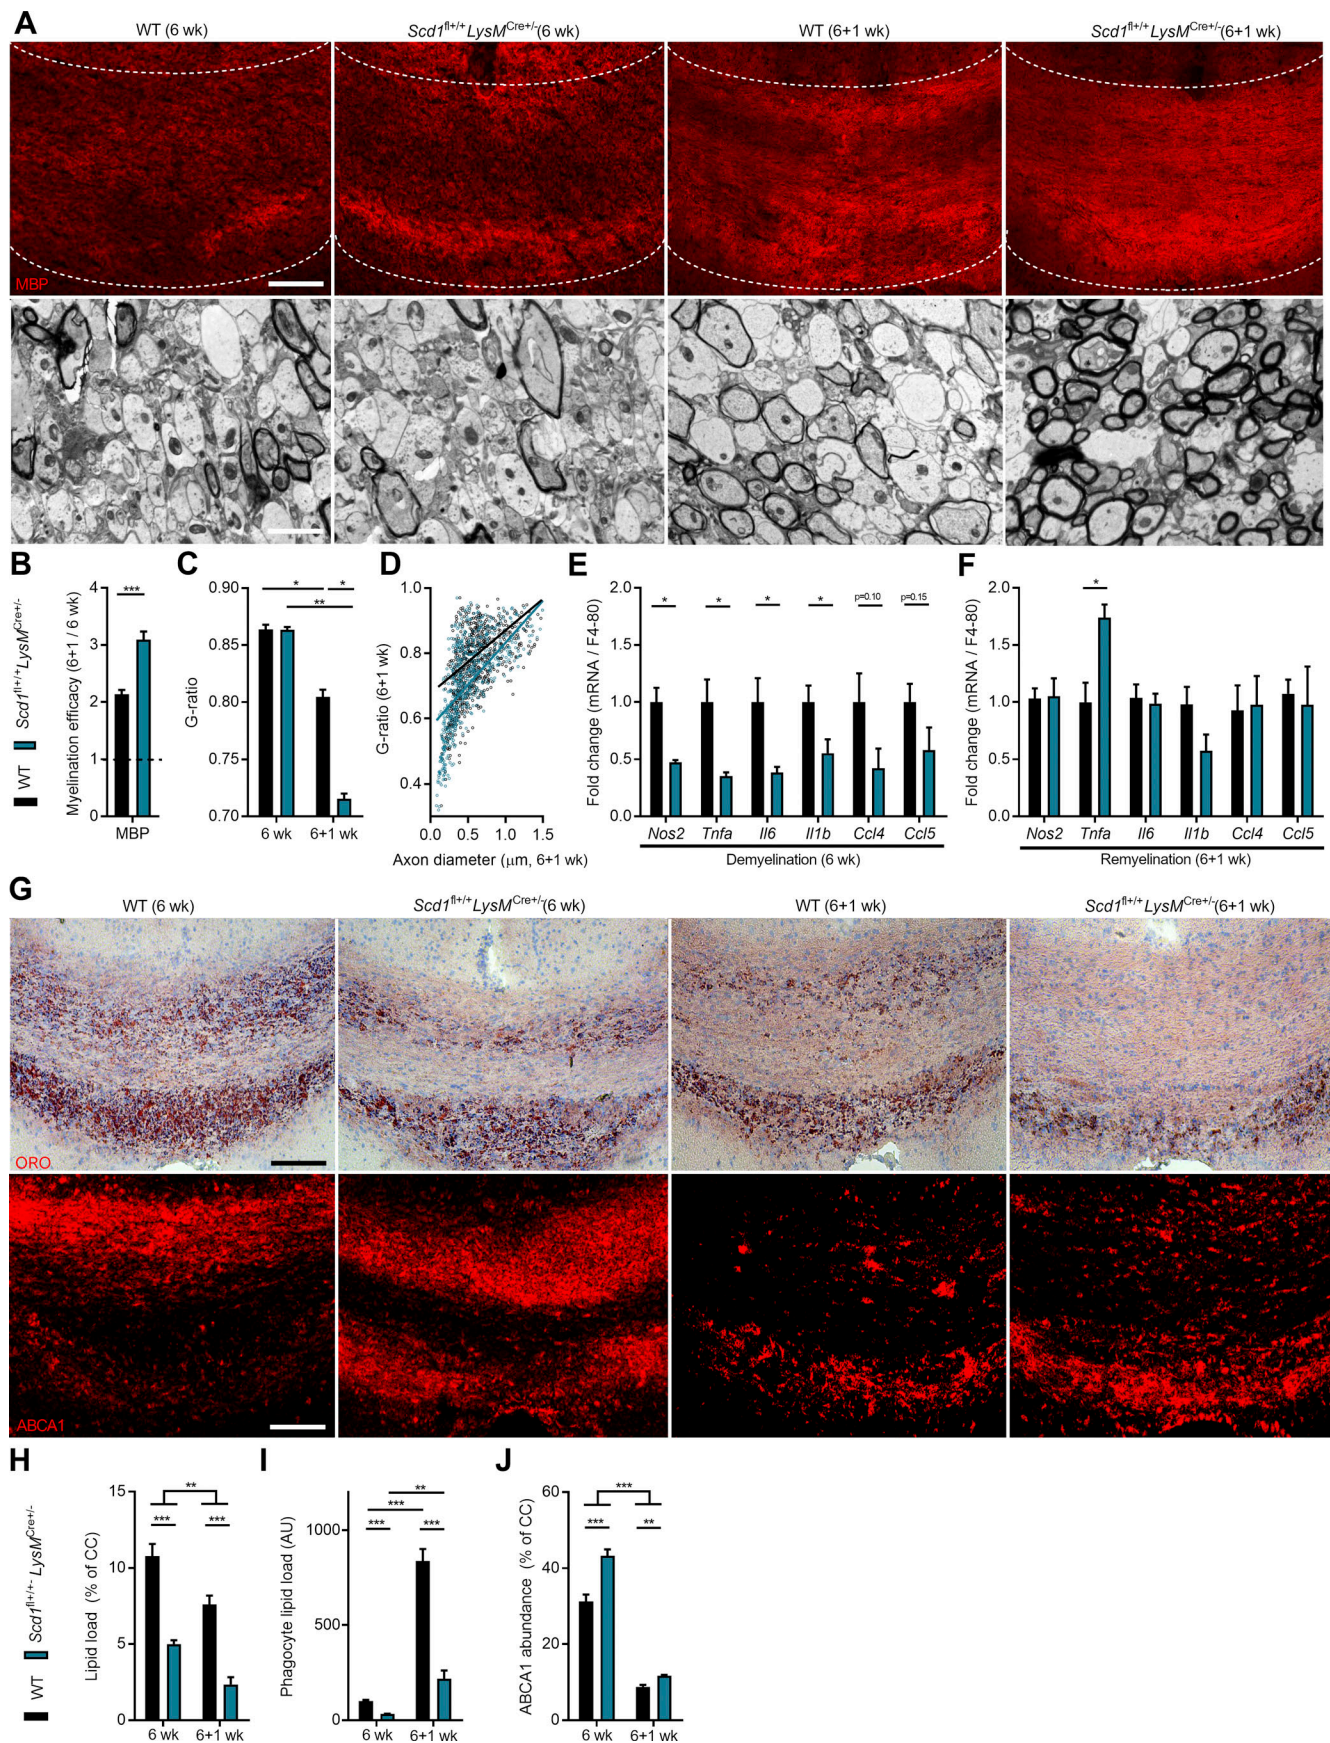 A
WT (6 wk)
Scd1fl+/+ LysMCre+/- (6 wk)
WT (6+1 wk)
Scd1fl+/+ LysMCre+/- (6+1 wk)
MBP
B
WT
Scd1fl+/+ LysMCre+/-
Myelination efficacy (6+1 / 6 wk)
4
3
2
1
0
***
MBP
C
G-ratio
0.90
0.85
0.80
0.75
0.70
*
*
**
6 wk
6+1 wk
D
G-ratio (6+1 wk)
1.0
0.8
0.6
0.4
0.0
0.5
1.0
1.5
Axon diameter (μm, 6+1 wk)
E
Fold change (mRNA / F4-80)
2.0
1.5
1.0
0.5
0.0
*
*
*
*
p=0.10
p=0.15
Nos2
Tnfa
Il6
Il1b
Ccl4
Ccl5
Demyelination (6 wk)
F
Fold change (mRNA / F4-80)
2.0
1.5
1.0
0.5
0.0
*
Nos2
Tnfa
Il6
Il1b
Ccl4
Ccl5
Remyelination (6+1 wk)
G
WT (6 wk)
Scd1fl+/+ LysMCre+/- (6 wk)
WT (6+1 wk)
Scd1fl+/+ LysMCre+/- (6+1 wk)
ORO
ABCA1
H
WT
Scd1fl+/+- LysMCre+/-
Lipid load (% of CC)
15
10
5
0
**
***
***
6 wk
6+1 wk
I
Phagocyte lipid load (AU)
1000
500
0
**
***
***
***
6 wk
6+1 wk
J
ABCA1 abundance (% of CC)
60
40
20
0
***
***
**
6 wk
6+1 wk